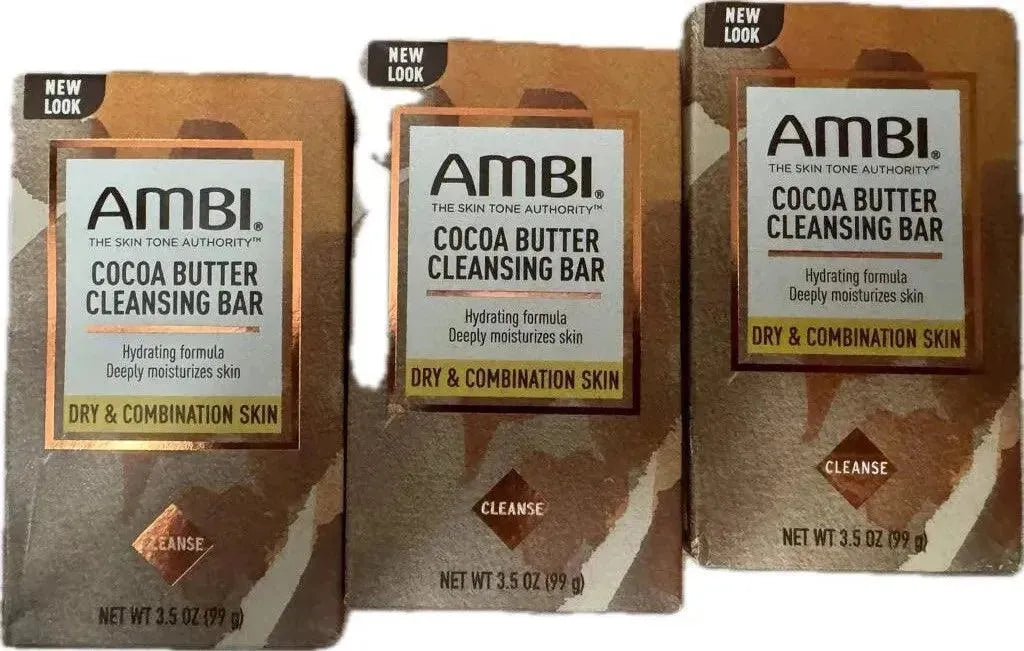 NEW
LOOK
AMBI®
THE SKIN TONE AUTHORITY™
COCOA BUTTER
CLEANSING BAR
Hydrating formula
Deeply moisturizes skin
DRY & COMBINATION SKIN
CLEANSE
NET WT 3.5 OZ (99 g)
NEW
LOOK
AMBI®
THE SKIN TONE AUTHORITY™
COCOA BUTTER
CLEANSING BAR
Hydrating formula
Deeply moisturizes skin
DRY & COMBINATION SKIN
CLEANSE
NET WT 3.5 OZ (99 g)
NEW
LOOK
AMBI®
THE SKIN TONE AUTHORITY™
COCOA BUTTER
CLEANSING BAR
Hydrating formula
Deeply moisturizes skin
DRY & COMBINATION SKIN
CLEANSE
NET WT 3.5 OZ (99 g)